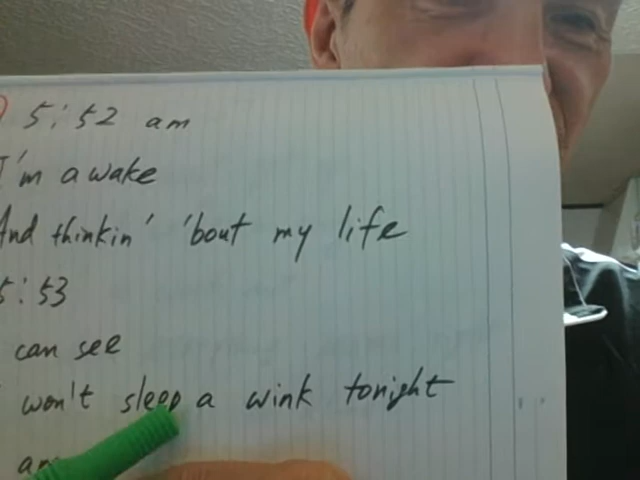 5:52 am
I'm awake
And thinkin' 'bout my life
5:53
can see
won't sleep a wink tonight